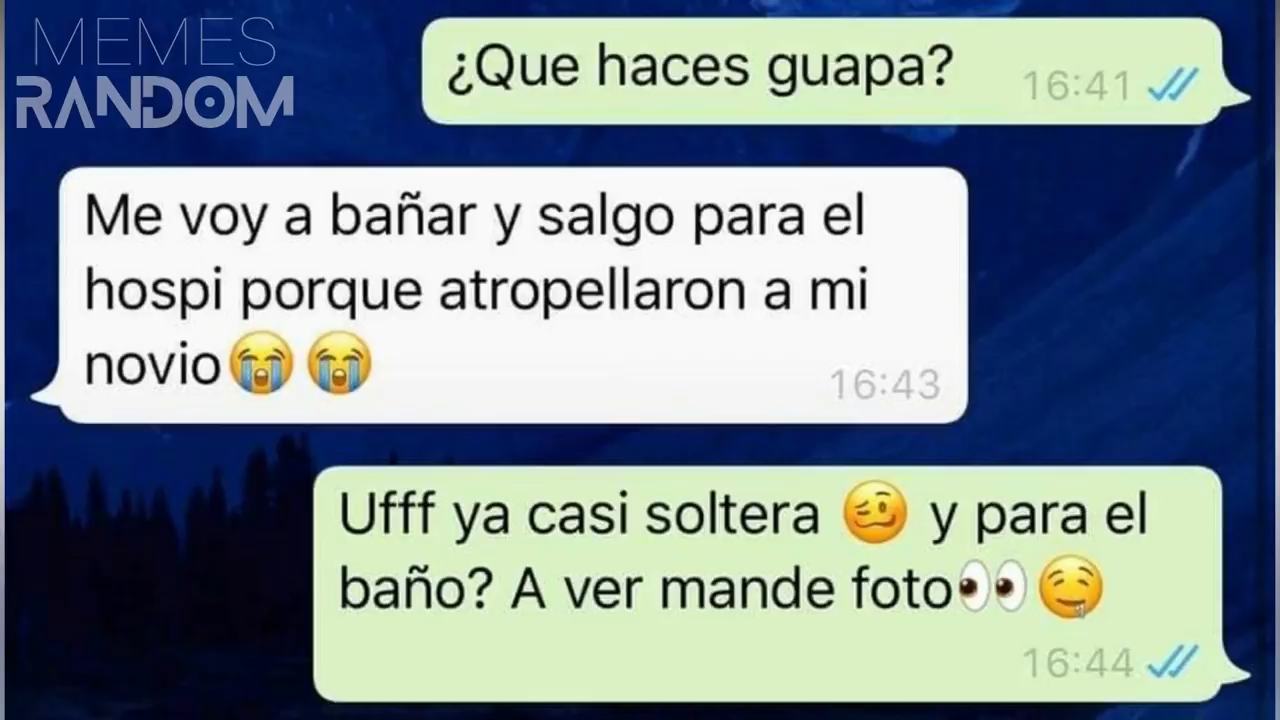 MEMES
RANDOM
¿Que haces guapa?
16:41
Me voy a bañar y salgo para el
hospi porque atropellaron a mi
novio😭😭
16:43
Ufff ya casi soltera 🥴 y para el
baño? A ver mande foto👀🤤
16:44